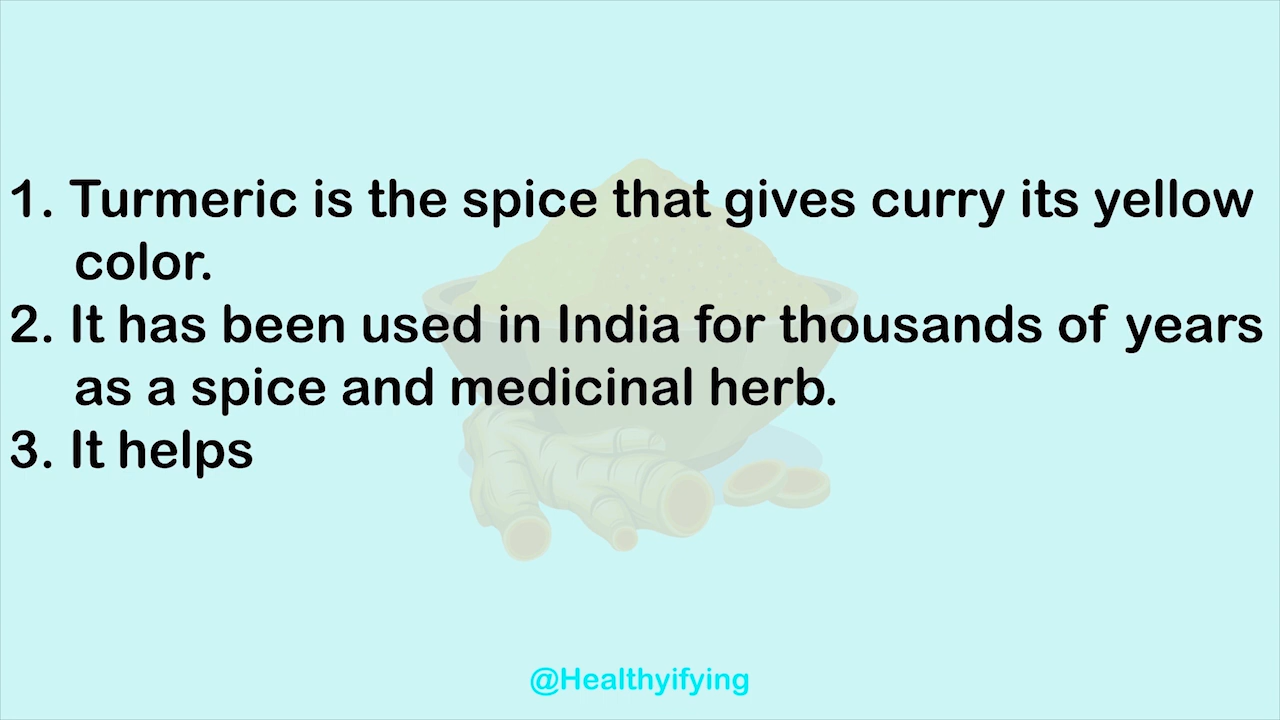 1. Turmeric is the spice that gives curry its yellow
color.
2. It has been used in India for thousands of years
as a spice and medicinal herb.
3. It helps
@Healthyifying